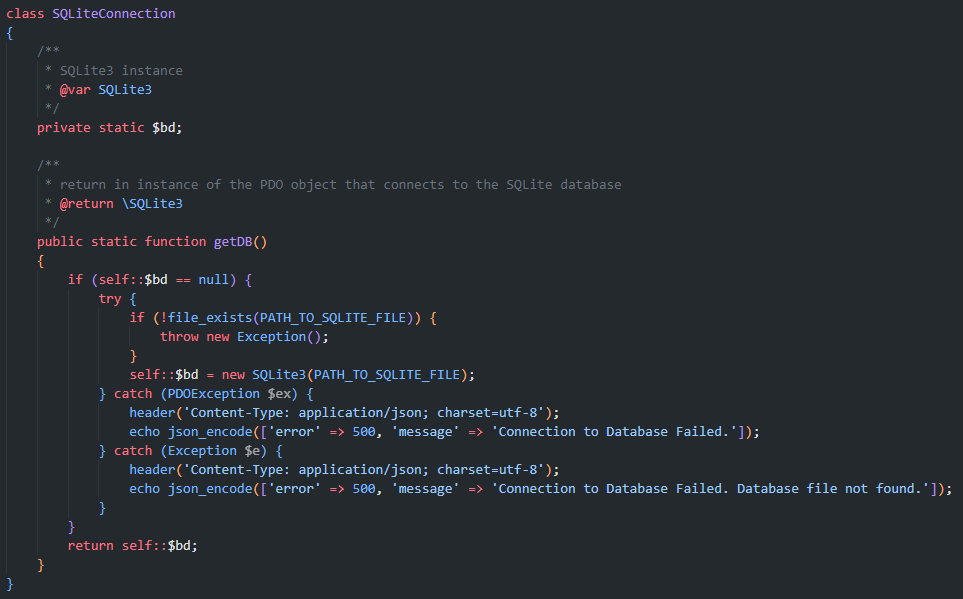 class SQLiteConnection
{
    /**
     * SQLite3 instance
     * @var SQLite3
     */
    private static $bd;

    /**
     * return in instance of the PDO object that connects to the SQLite database
     * @return \SQLite3
     */
    public static function getDB()
    {
        if (self::$bd == null) {
            try {
                if (!file_exists(PATH_TO_SQLITE_FILE)) {
                    throw new Exception();
                }
                self::$bd = new SQLite3(PATH_TO_SQLITE_FILE);
            } catch (PDOException $ex) {
                header('Content-Type: application/json; charset=utf-8');
                echo json_encode(['error' => 500, 'message' => 'Connection to Database Failed.']);
            } catch (Exception $e) {
                header('Content-Type: application/json; charset=utf-8');
                echo json_encode(['error' => 500, 'message' => 'Connection to Database Failed. Database file not found.']);
            }
        }
        return self::$bd;
    }
}